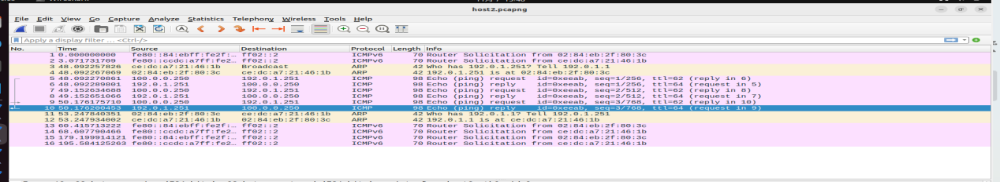 host2.pcapng
File Edit View Go Capture Analyze Statistics Telephony Wireless Tools Help
Apply a display filter ... <Ctrl-/>
No. Time Source Destination Protocol Length Info
1 0.000000000 fe80::84:ebff:fe2f:… ff02::2 ICMPv6 70 Router Solicitation from 02:84:eb:2f:80:3c
2 3.071731709 fe80::ccdc:a7ff:fe2… ff02::2 ICMPv6 70 Router Solicitation from ce:dc:a7:21:46:1b
3 48.092257826 ce:dc:a7:21:46:1b Broadcast ARP 42 Who has 192.0.1.251? Tell 192.0.1.1
4 48.092267069 02:84:eb:2f:80:3c ce:dc:a7:21:46:1b ARP 42 192.0.1.251 is at 02:84:eb:2f:80:3c
5 48.092270861 100.0.0.250 192.0.1.251 ICMP 98 Echo (ping) request id=0xeeab, seq=1/256, ttl=62 (reply in 6)
6 48.092289801 192.0.1.251 100.0.0.250 ICMP 98 Echo (ping) reply id=0xeeab, seq=1/256, ttl=64 (request in 5)
7 49.152634688 100.0.0.250 192.0.1.251 ICMP 98 Echo (ping) request id=0xeeab, seq=2/512, ttl=62 (reply in 8)
8 49.152651066 192.0.1.251 100.0.0.250 ICMP 98 Echo (ping) reply id=0xeeab, seq=2/512, ttl=64 (request in 7)
9 50.176175710 100.0.0.250 192.0.1.251 ICMP 98 Echo (ping) request id=0xeeab, seq=3/768, ttl=62 (reply in 10)
10 50.176200453 192.0.1.251 100.0.0.250 ICMP 98 Echo (ping) reply id=0xeeab, seq=3/768, ttl=64 (request in 9)
11 53.247840351 02:84:eb:2f:80:3c ce:dc:a7:21:46:1b ARP 42 Who has 192.0.1.1? Tell 192.0.1.251
12 53.247934002 ce:dc:a7:21:46:1b 02:84:eb:2f:80:3c ARP 42 192.0.1.1 is at ce:dc:a7:21:46:1b
13 60.415713222 fe80::84:ebff:fe2f:… ff02::2 ICMPv6 70 Router Solicitation from 02:84:eb:2f:80:3c
14 68.607790466 fe80::ccdc:a7ff:fe2… ff02::2 ICMPv6 70 Router Solicitation from ce:dc:a7:21:46:1b
15 179.199914121 fe80::84:ebff:fe2f:… ff02::2 ICMPv6 70 Router Solicitation from 02:84:eb:2f:80:3c
16 195.584125263 fe80::ccdc:a7ff:fe2… ff02::2 ICMPv6 70 Router Solicitation from ce:dc:a7:21:46:1b